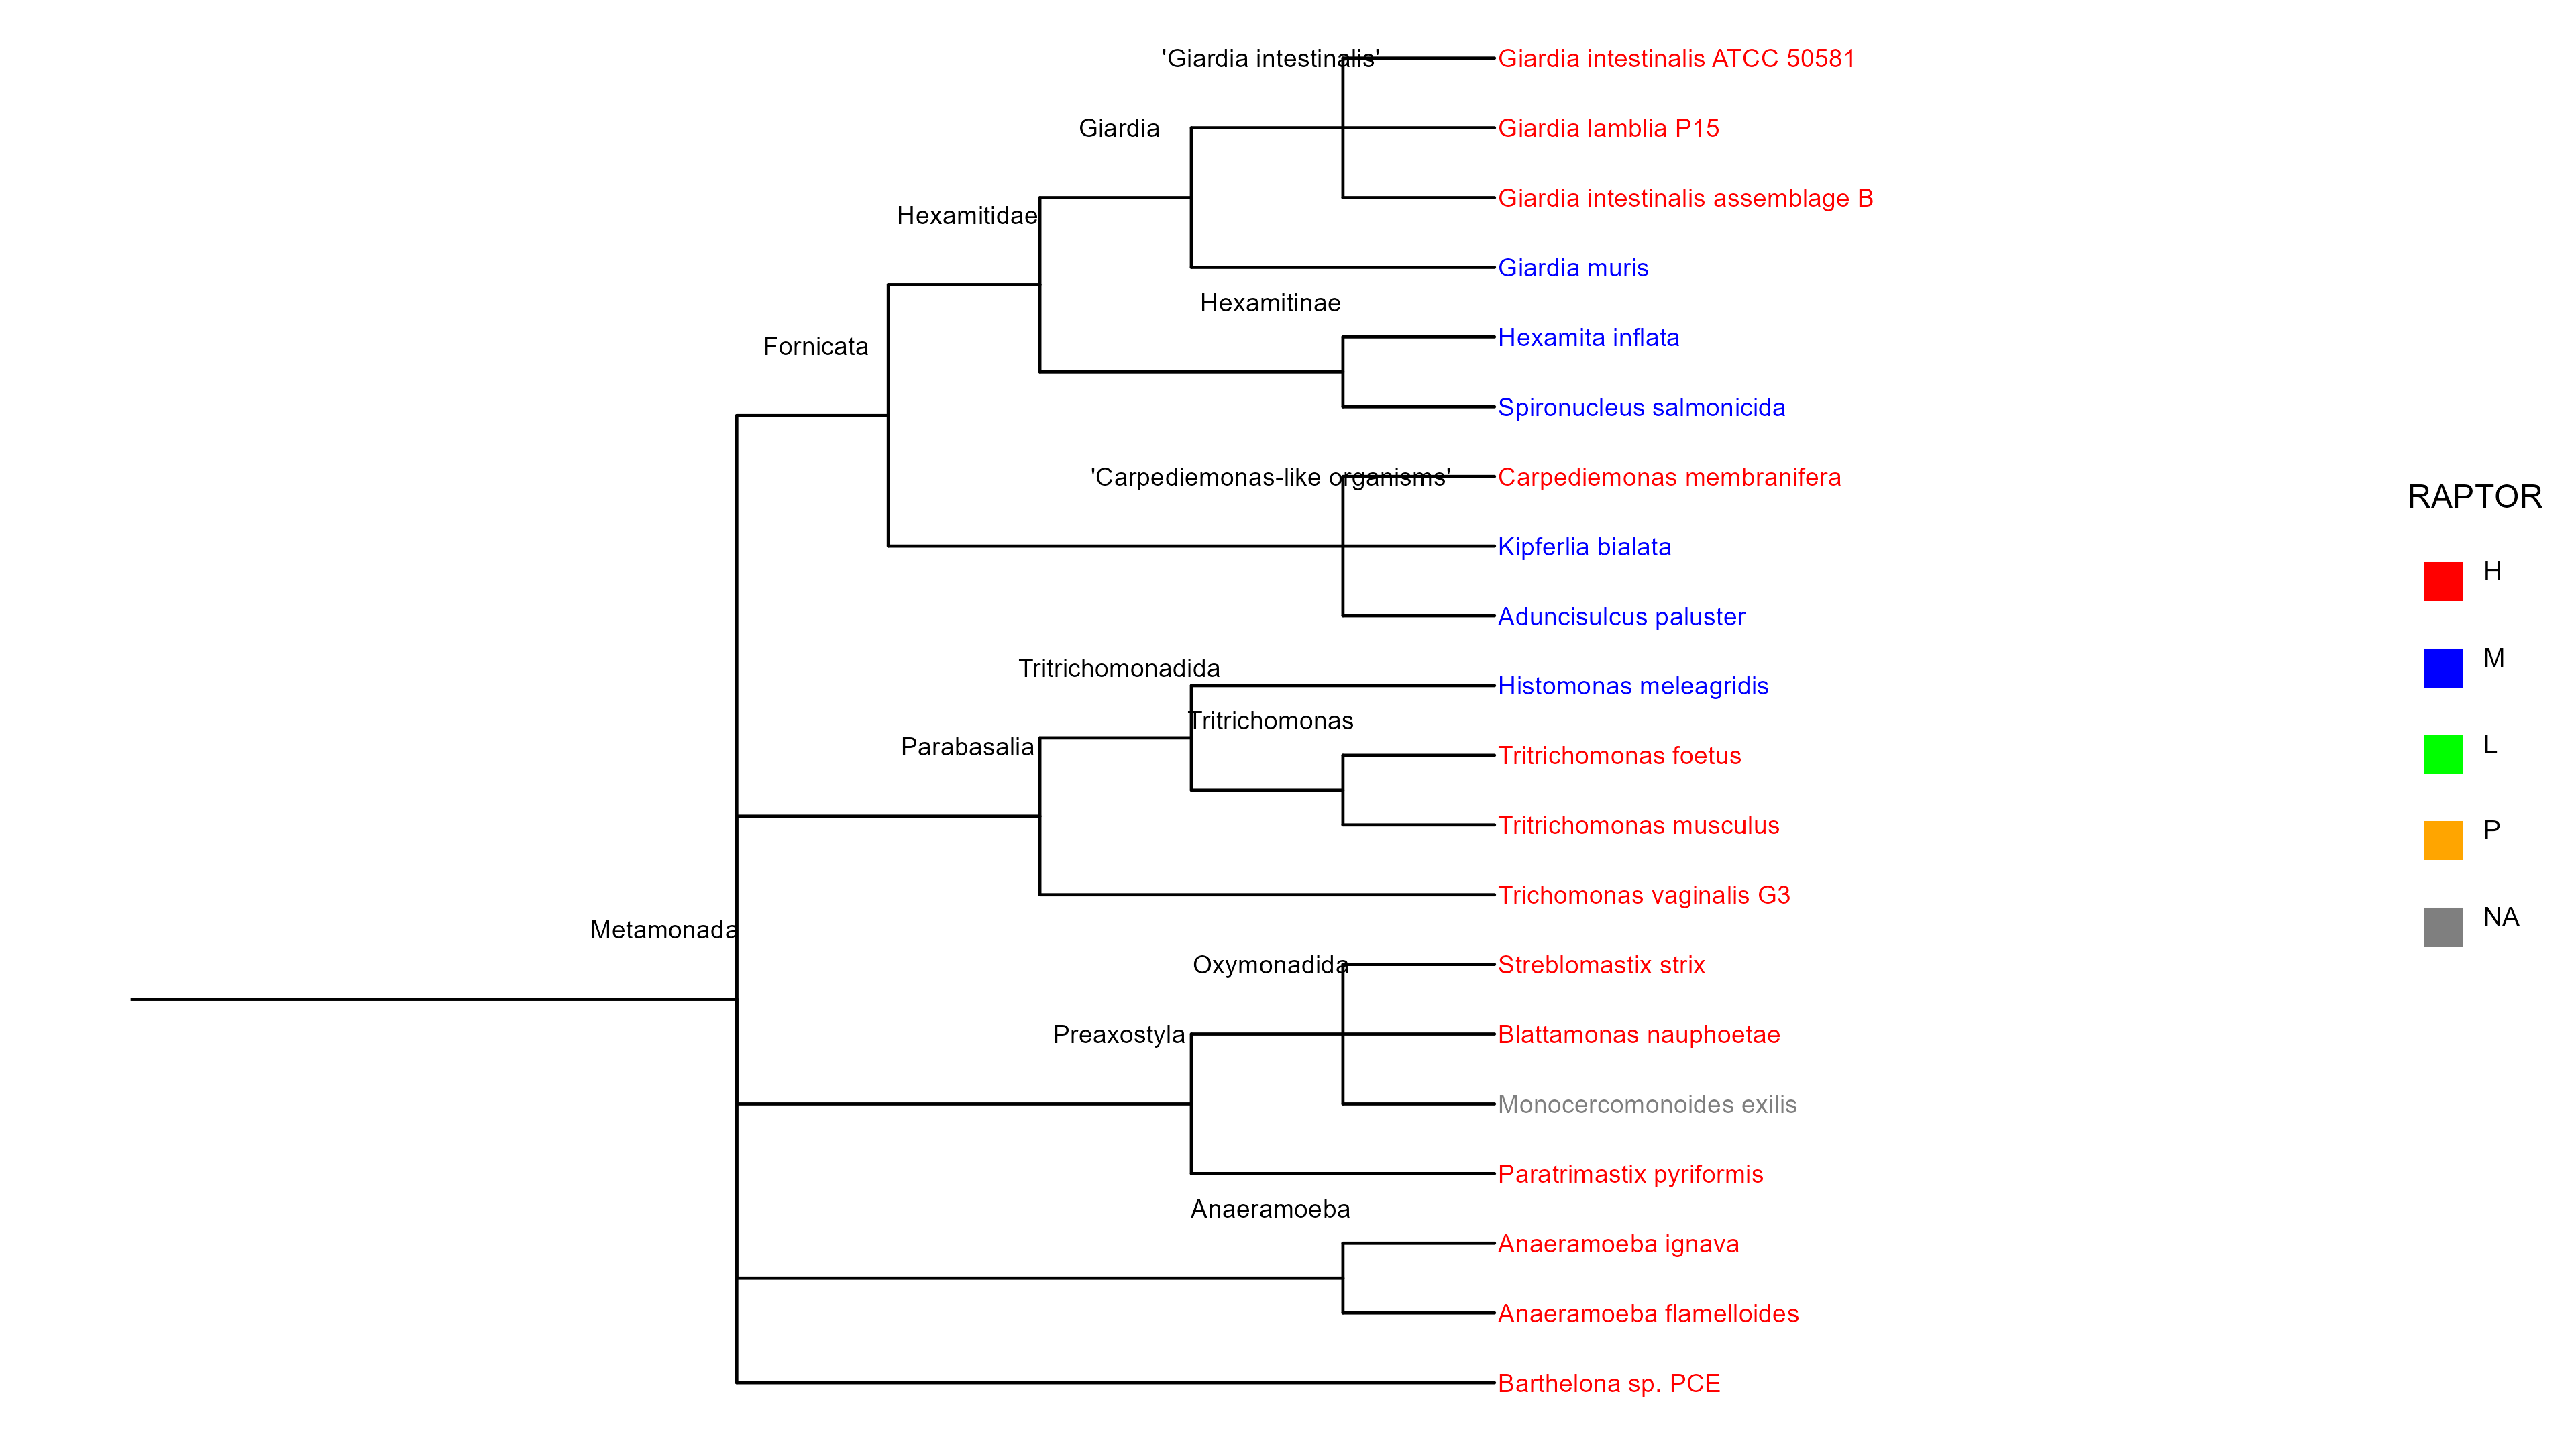 'Giardia intestinalis'
Giardia intestinalis ATCC 50581
Giardia
Giardia lamblia P15
Giardia intestinalis assemblage B
Hexamitidae
Giardia muris
Hexamitinae
Hexamita inflata
Fornicata
Spironucleus salmonicida
'Carpediemonas-like organisms'
Carpediemonas membranifera
Kipferlia bialata
Aduncisulcus paluster
Tritrichomonadida
Histomonas meleagridis
Tritrichomonas
Parabasalia
Tritrichomonas foetus
Tritrichomonas musculus
Trichomonas vaginalis G3
Metamonada
Oxymonadida
Streblomastix strix
Preaxostyla
Blattamonas nauphoetae
Monocercomonoides exilis
Paratrimastix pyriformis
Anaeramoeba
Anaeramoeba ignava
Anaeramoeba flamelloides
Barthelona sp. PCE
RAPTOR
H
M
L
P
NA